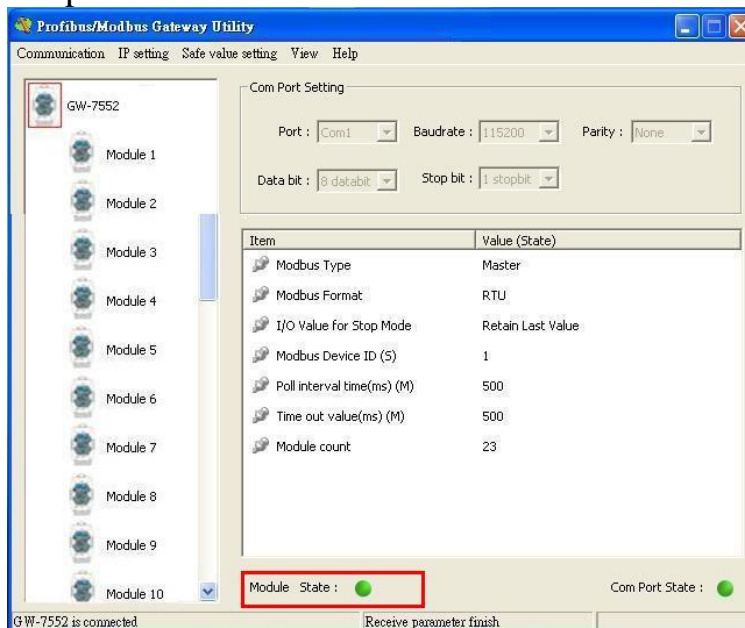 Profibus/Modbus Gateway Utility
Communication IP setting Safe value setting View Help
GW-7552
Module 1
Module 2
Module 3
Module 4
Module 5
Module 6
Module 7
Module 8
Module 9
Module 10
Com Port Setting
Port : Com1 Baudrate : 115200 Parity : None
Data bit : 8 databit Stop bit : 1 stopbit
Item Value (State)
Modbus Type Master
Modbus Format RTU
I/O Value for Stop Mode Retain Last Value
Modbus Device ID (S) 1
Poll interval time(ms) (M) 500
Time out value(ms) (M) 500
Module count 23
Module State : Com Port State :
GW-7552 is connected Receive parameter finish